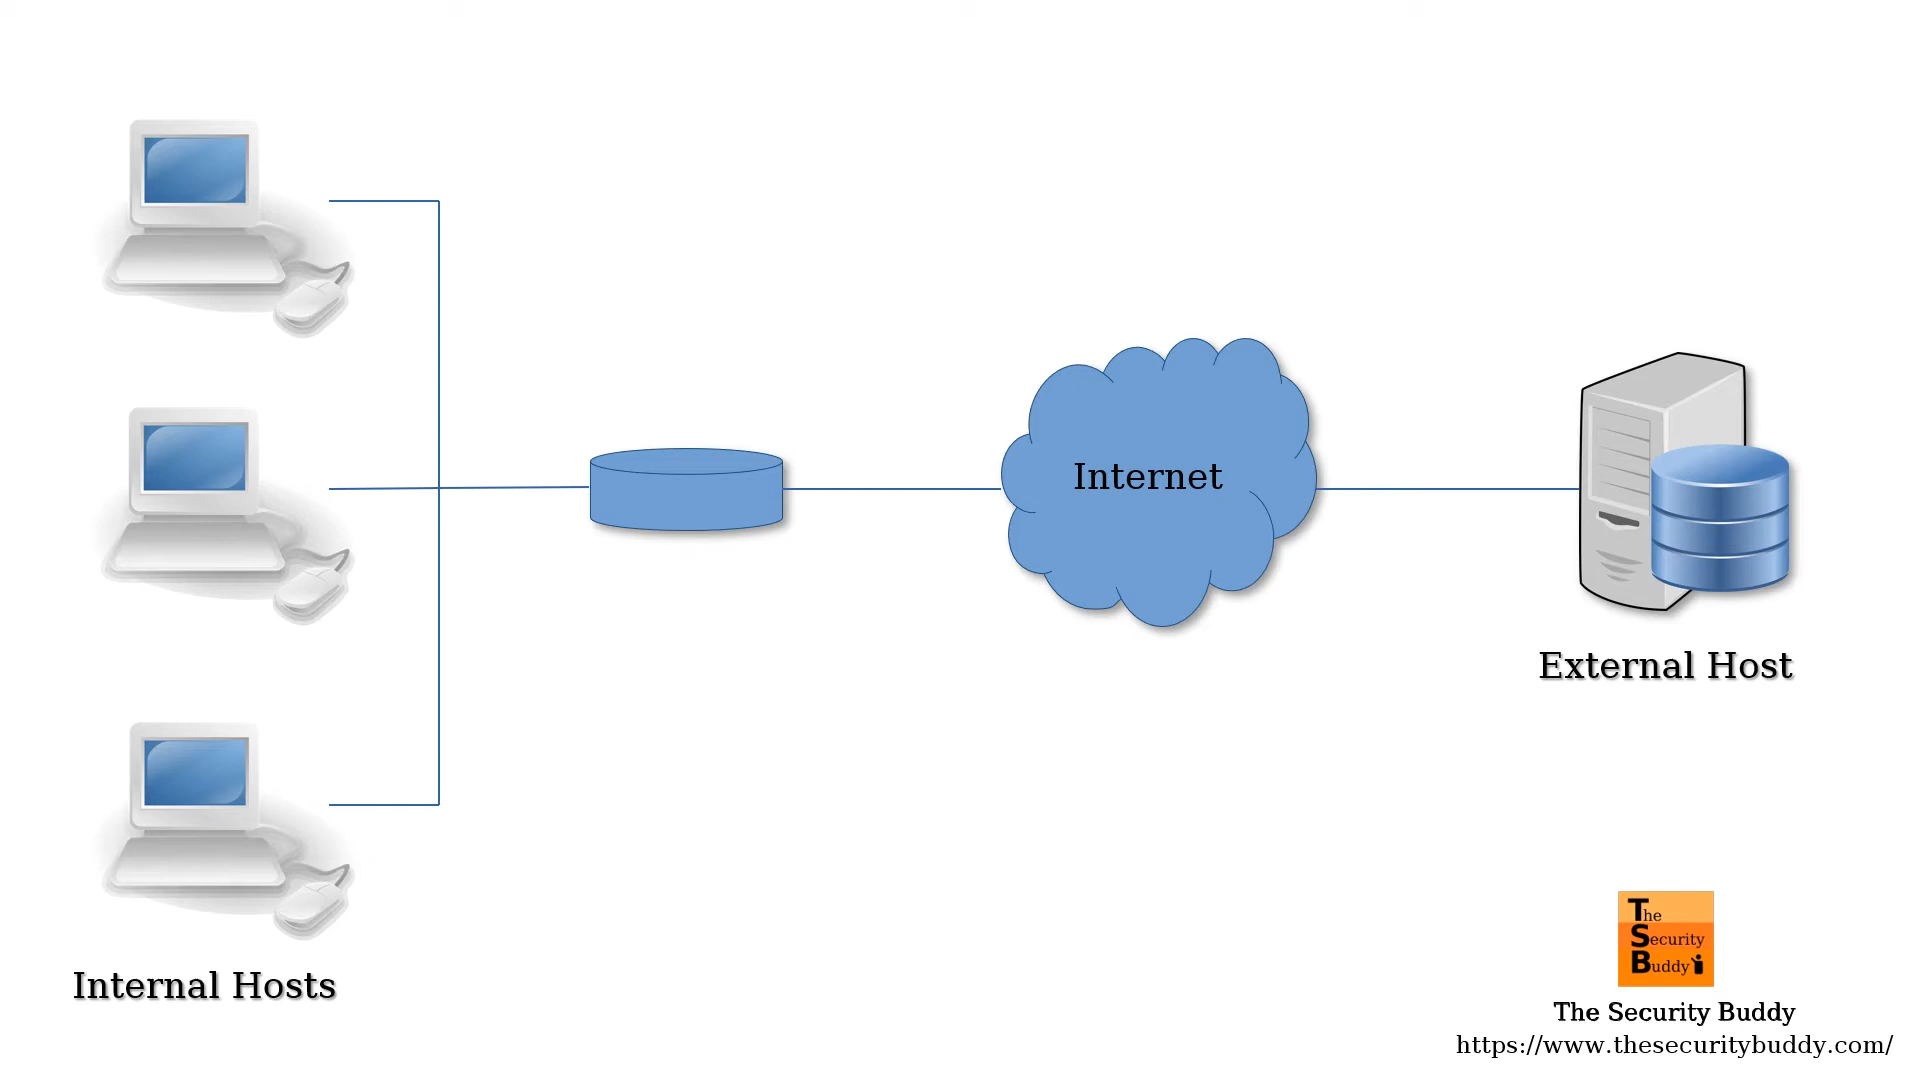 Internet
External Host
Internal Hosts
The
Security
Buddy
The Security Buddy
https://www.thesecuritybuddy.com/